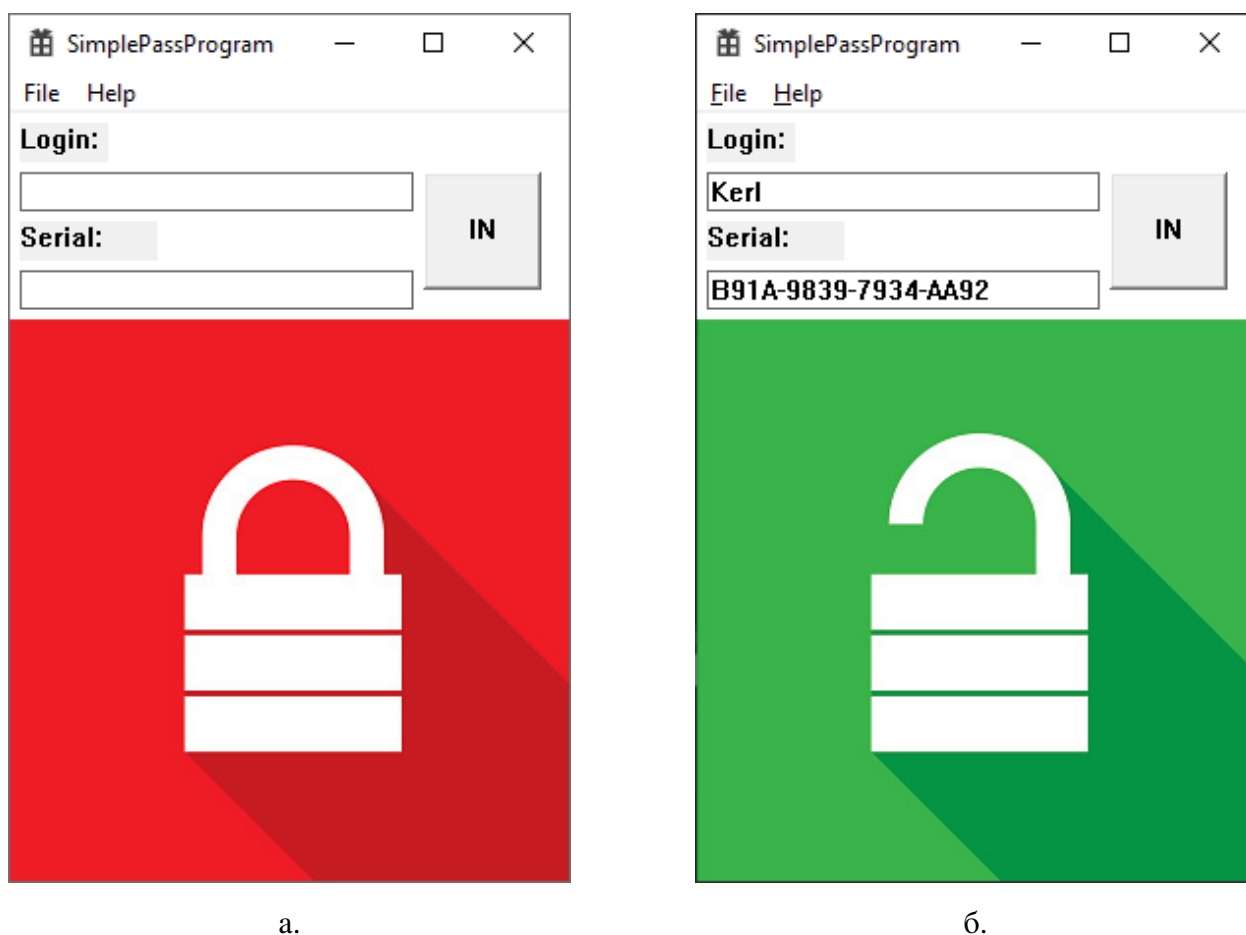 SimplePassProgram
File Help
Login:
IN
Serial:
а.
SimplePassProgram
File Help
Login:
Kerl
IN
Serial:
B91A-9839-7934-AA92
б.